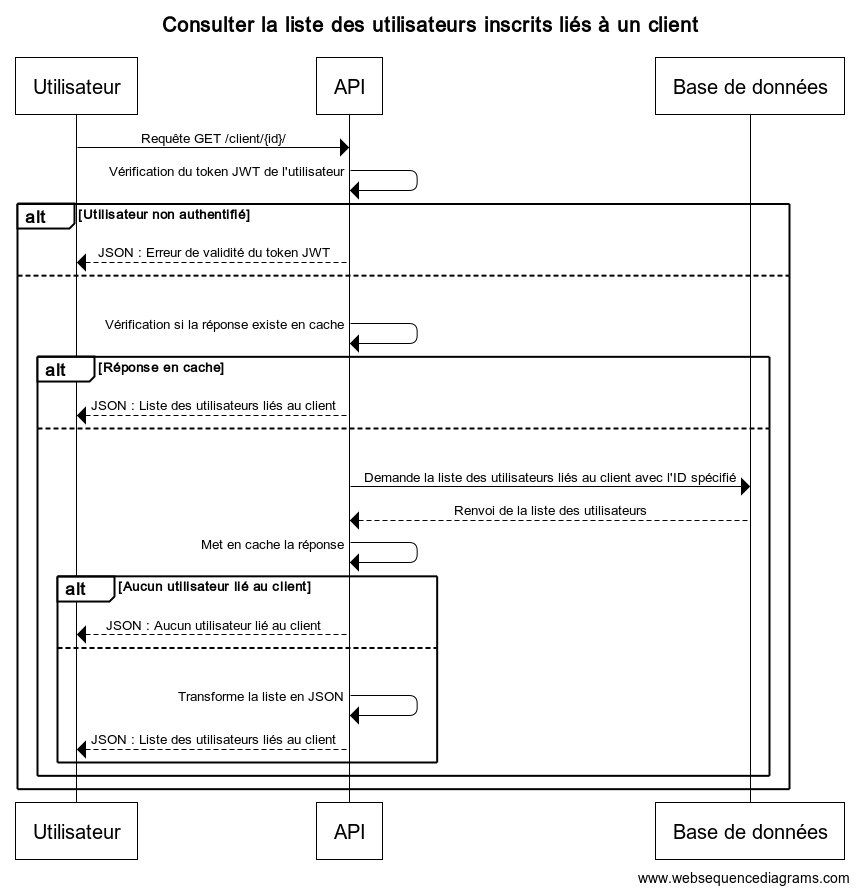 Consulter la liste des utilisateurs inscrits liés à un client
Utilisateur
API
Base de données
Requête GET /client/{id}/
Vérification du token JWT de l'utilisateur
alt
[Utilisateur non authentifié]
JSON : Erreur de validité du token JWT
Vérification si la réponse existe en cache
alt
[Réponse en cache]
JSON : Liste des utilisateurs liés au client
Demande la liste des utilisateurs liés au client avec l'ID spécifié
Renvoi de la liste des utilisateurs
Met en cache la réponse
alt
[Aucun utilisateur lié au client]
JSON : Aucun utilisateur lié au client
Transforme la liste en JSON
JSON : Liste des utilisateurs liés au client
Utilisateur
API
Base de données
www.websequencediagrams.com